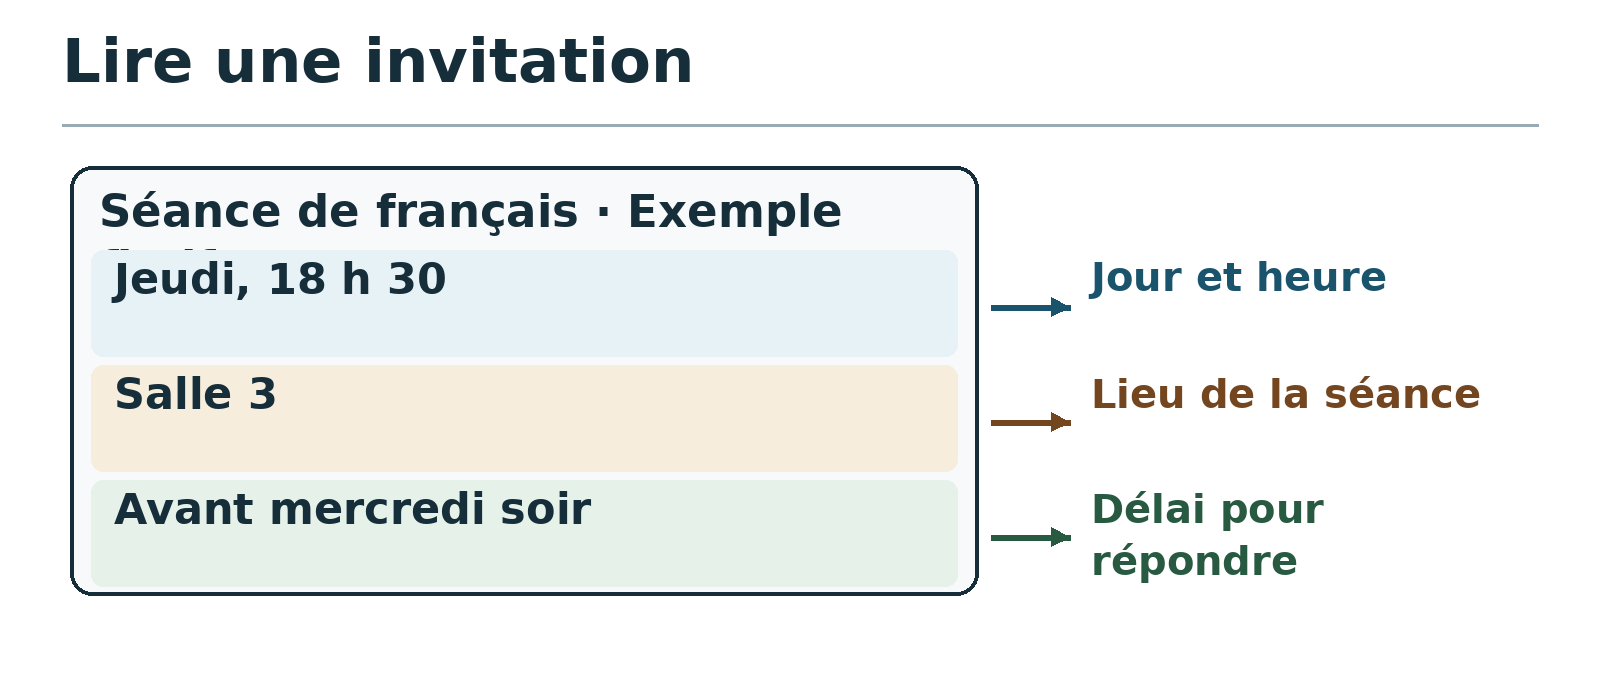 Lire une invitation
Séance de français · Exemple
Jeudi, 18 h 30
Jour et heure
Salle 3
Lieu de la séance
Avant mercredi soir
Délai pour
répondre